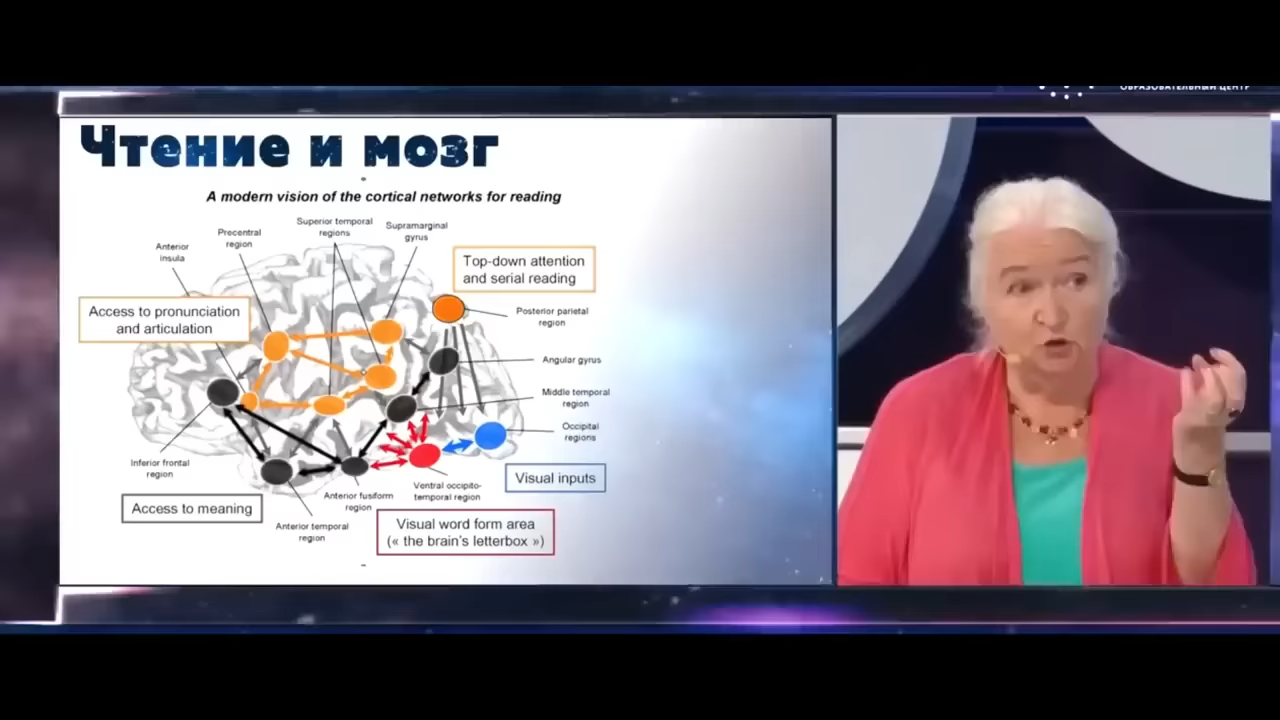 ОБРАЗОВАТЕЛЬНЫЙ ЦЕНТР
Чтение и мозг
A modern vision of the cortical networks for reading
Superior temporal
regions
Supramarginal
gyrus
Precentral
region
Anterior
insula
Top-down attention
and serial reading
Access to pronunciation
and articulation
Posterior parietal
region
Angular gyrus
Middle temporal
region
Occipital
regions
Inferior frontal
region
Visual inputs
Ventral occipito-
temporal region
Anterior fusiform
region
Access to meaning
Anterior temporal
region
Visual word form area
(« the brain's letterbox »)